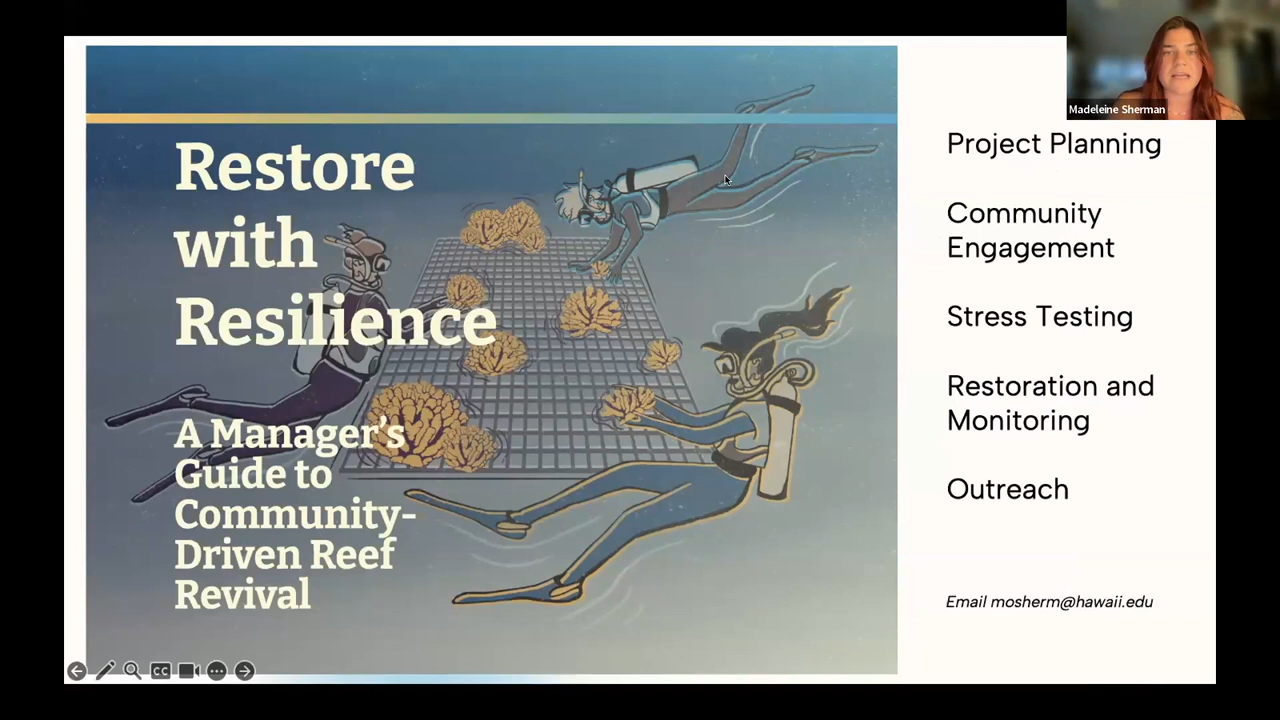 Madeleine Sherman
Restore
with
Resilience
A Manager's
Guide to
Community-
Driven Reef
Revival
Project Planning
Community
Engagement
Stress Testing
Restoration and
Monitoring
Outreach
Email mosherm@hawaii.edu
CC